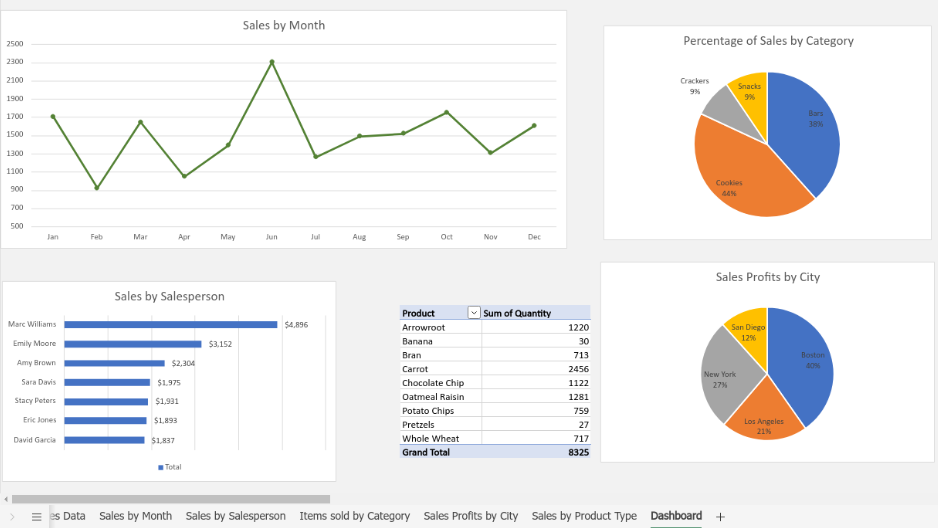 Sales by Month
2500
2300
2100
1900
1700
1500
1300
1100
900
700
500
Jan Feb Mar Apr May Jun Jul Aug Sep Oct Nov Dec
Percentage of Sales by Category
Crackers
9%
Snacks
9%
Bars
38%
Cookies
44%
Sales by Salesperson
Marc Williams $4,896
Emily Moore $3,152
Amy Brown $2,304
Sara Davis $1,975
Stacy Peters $1,931
Eric Jones $1,893
David Garcia $1,837
Total
Product Sum of Quantity
Arrowroot 1220
Banana 30
Bran 713
Carrot 2456
Chocolate Chip 1122
Oatmeal Raisin 1281
Potato Chips 759
Pretzels 27
Whole Wheat 717
Grand Total 8325
Sales Profits by City
San Diego
12%
Boston
40%
New York
27%
Los Angeles
21%
es Data Sales by Month Sales by Salesperson Items sold by Category Sales Profits by City Sales by Product Type Dashboard +